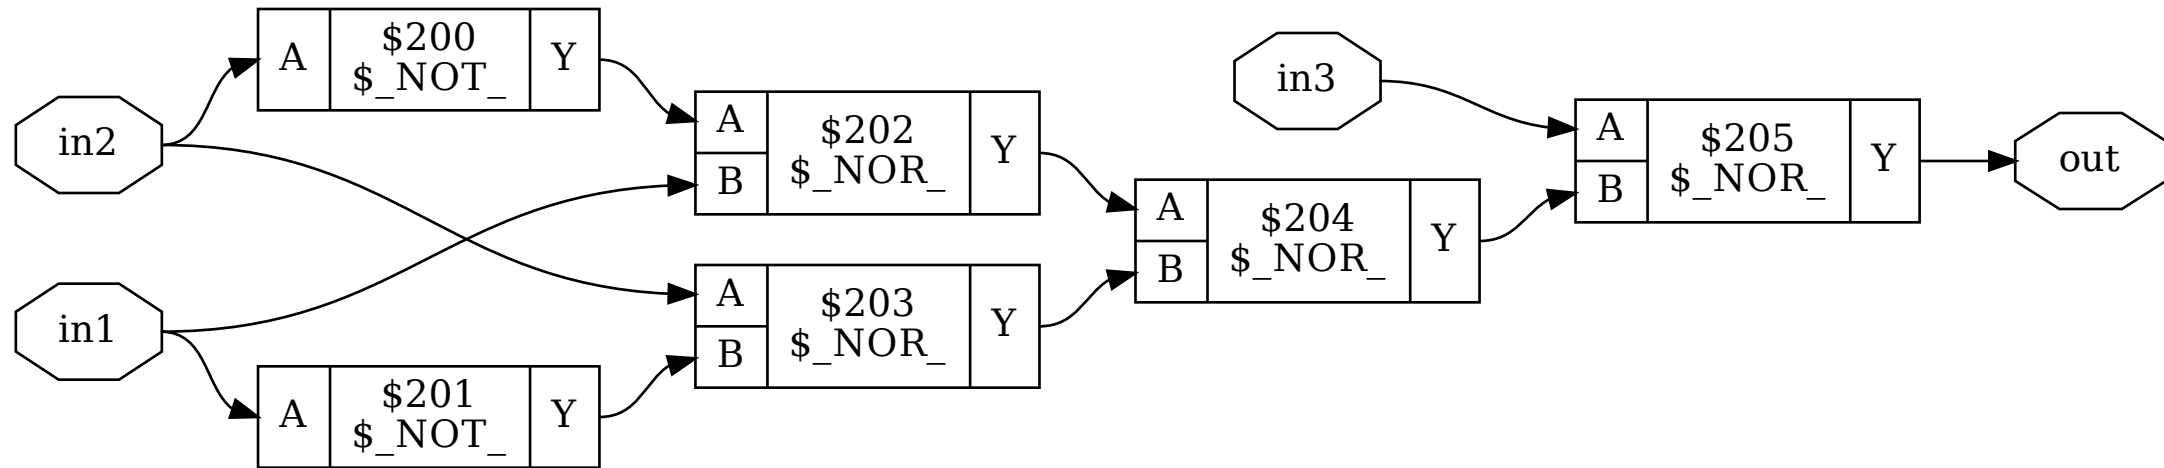 in2
A
$200
$_NOT_
Y
in1
A
$201
$_NOT_
Y
A
B
$202
$_NOR_
Y
A
B
$203
$_NOR_
Y
in3
A
B
$204
$_NOR_
Y
A
B
$205
$_NOR_
Y
out